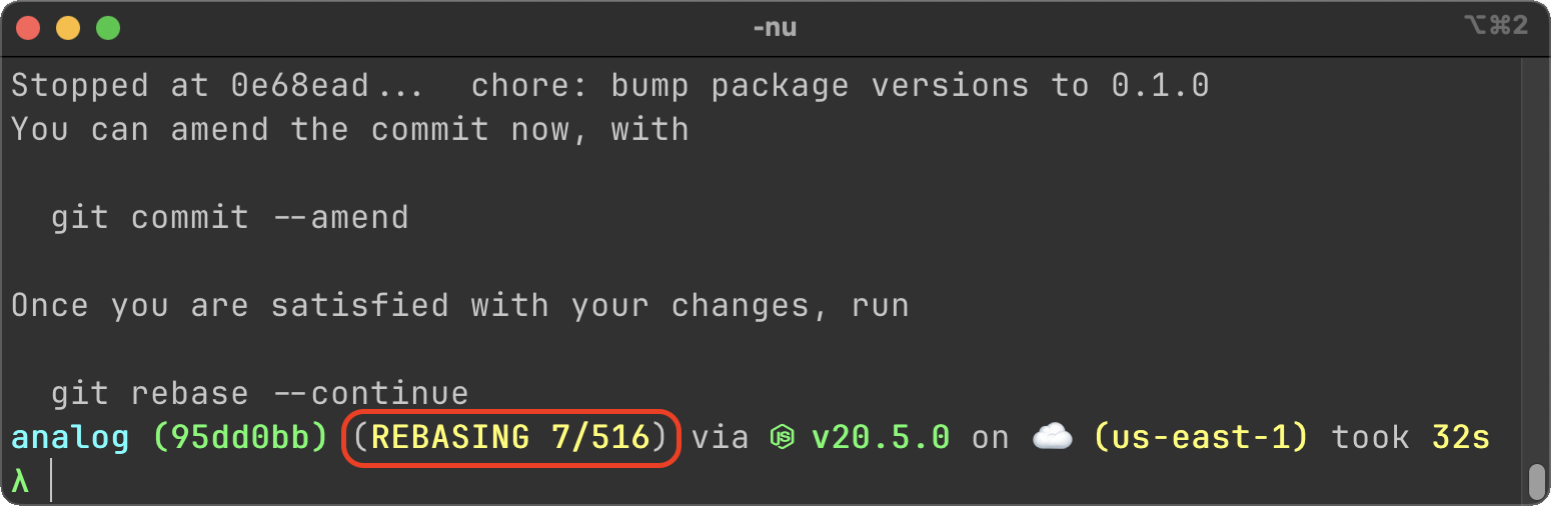 -nu
⌥⌘2
Stopped at 0e68ead... chore: bump package versions to 0.1.0
You can amend the commit now, with
git commit --amend
Once you are satisfied with your changes, run
git rebase --continue
analog (95dd0bb) (REBASING 7/516) via JS v20.5.0 on ☁️ (us-east-1) took 32s
λ